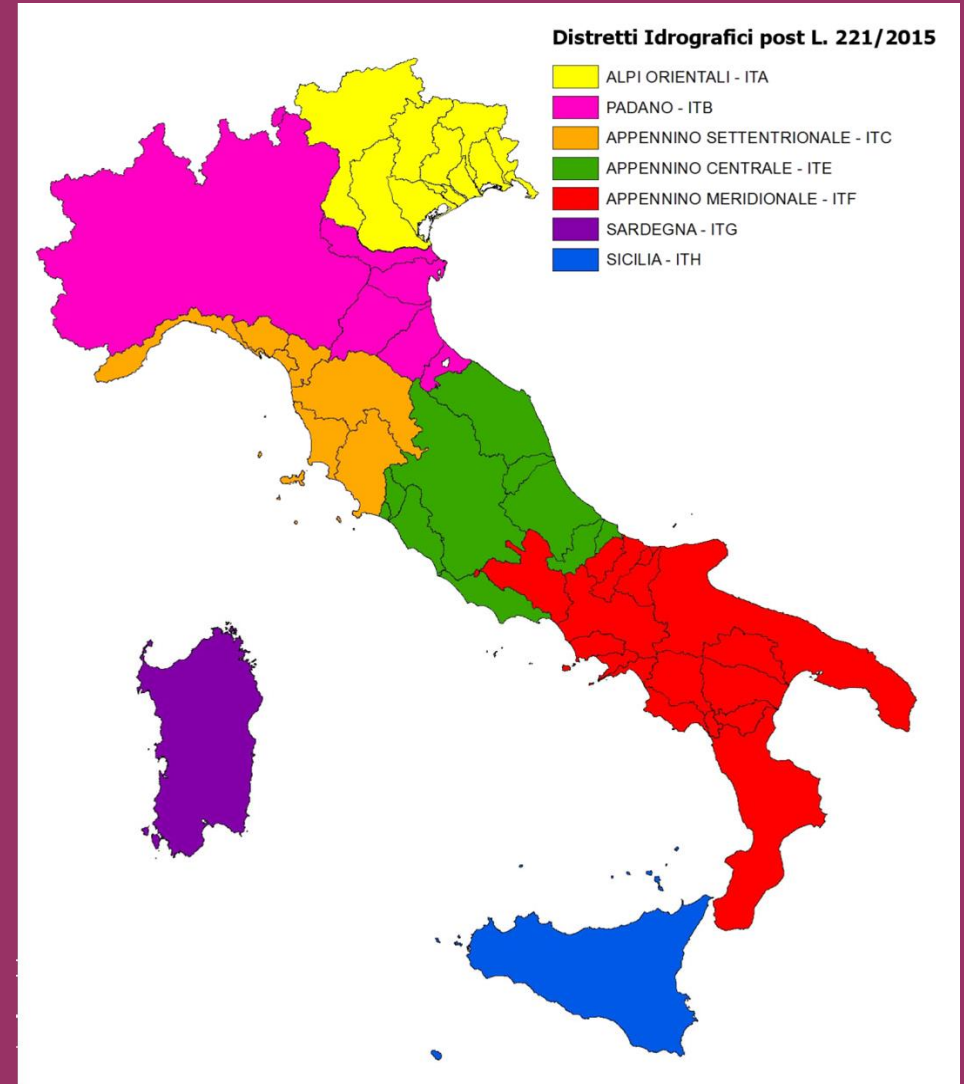 Distretti Idrografici post L. 221/2015
ALPI ORIENTALI - ITA
PADANO - ITB
APPENNINO SETTENTRIONALE - ITC
APPENNINO CENTRALE - ITE
APPENNINO MERIDIONALE - ITF
SARDEGNA - ITG
SICILIA - ITH